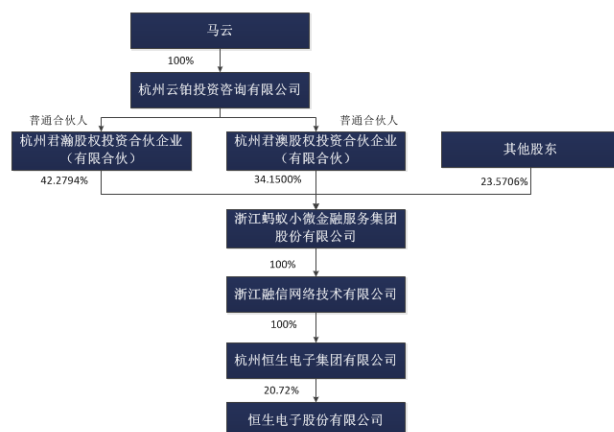 马云
100%
杭州云铂投资咨询有限公司
普通合伙人
普通合伙人
杭州君瀚股权投资合伙企业
（有限合伙）
杭州君澳股权投资合伙企业
（有限合伙）
其他股东
42.2794%
34.1500%
23.5706%
浙江蚂蚁小微金融服务集团
股份有限公司
100%
浙江融信网络技术有限公司
100%
杭州恒生电子集团有限公司
20.72%
恒生电子股份有限公司